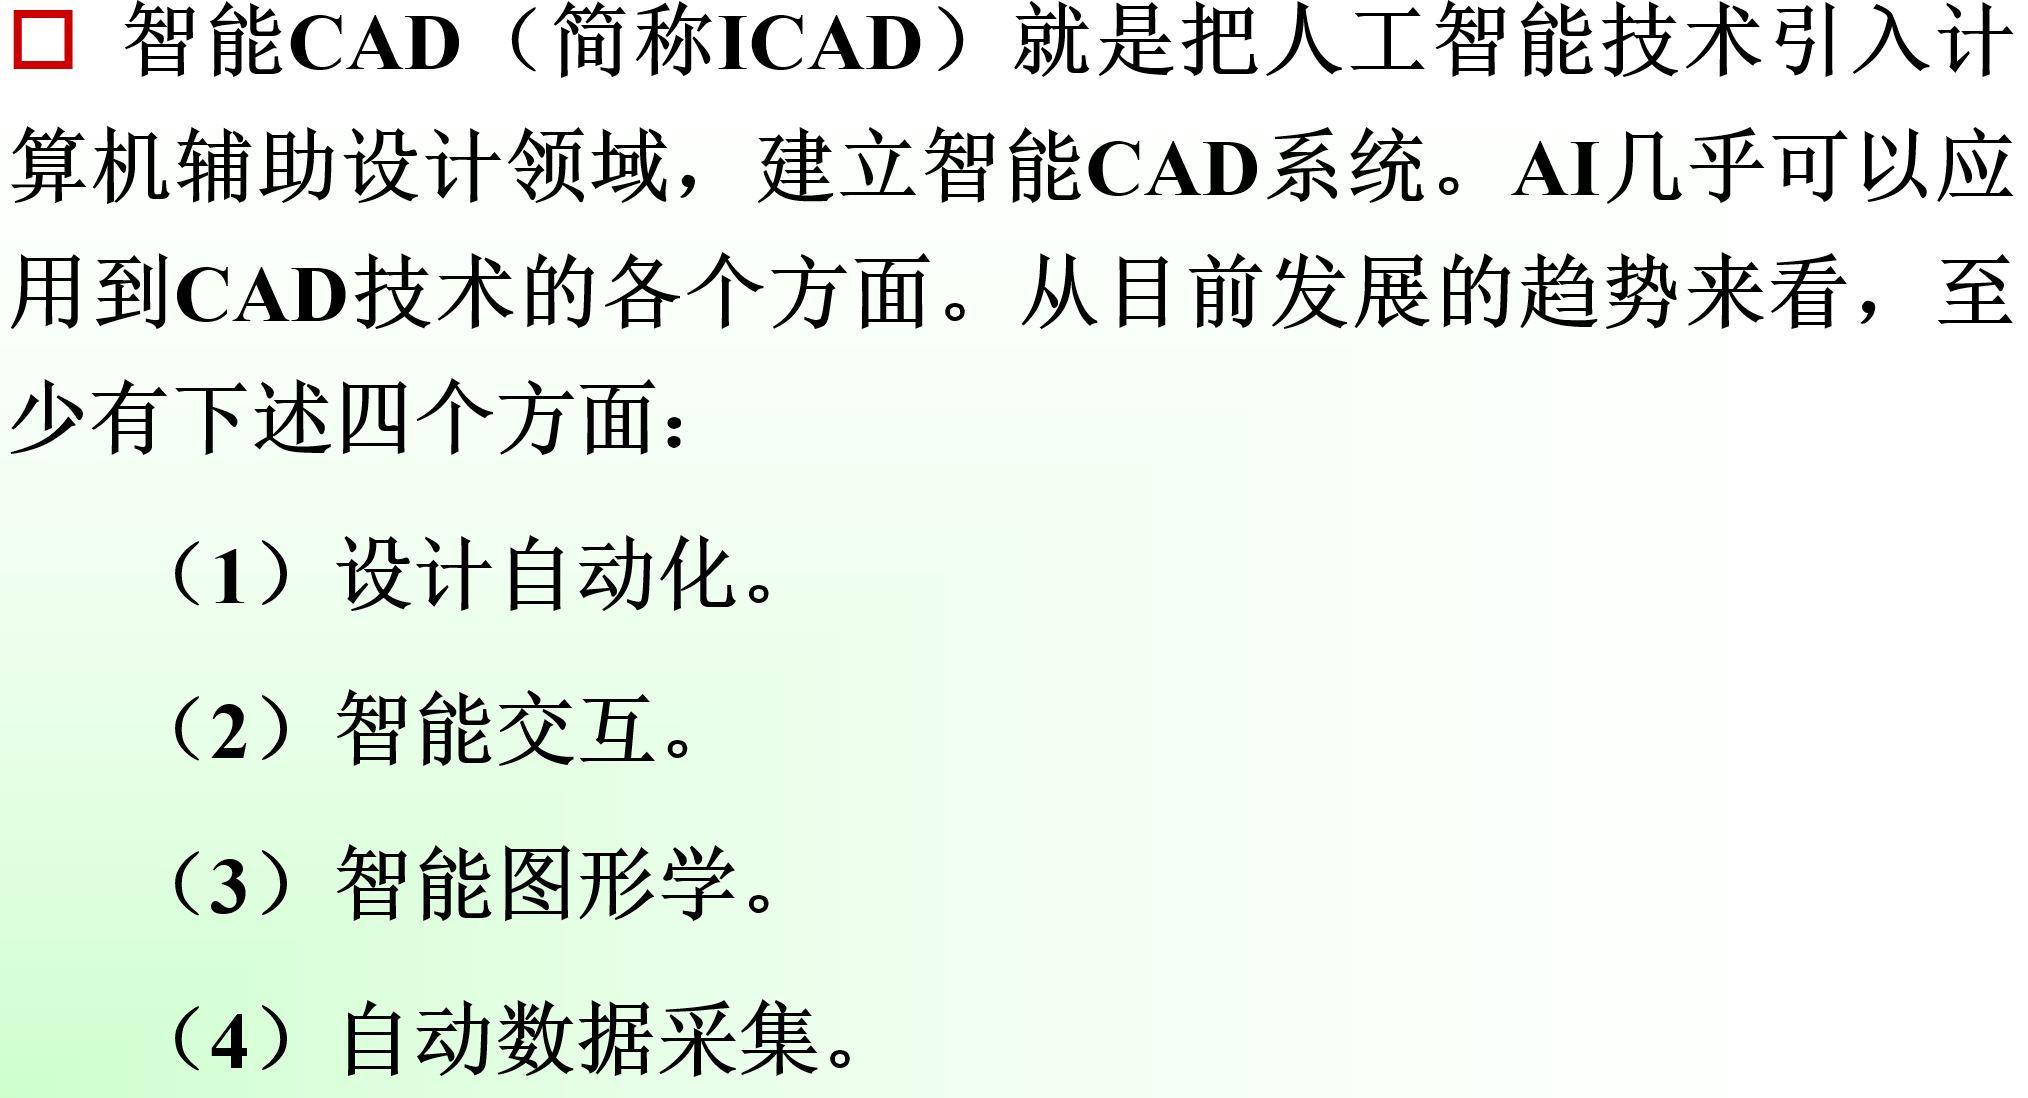 智能CAD（简称ICAD）就是把人工智能技术引入计
算机辅助设计领域，建立智能CAD系统。AI几乎可以应
用到CAD技术的各个方面。从目前发展的趋势来看，至
少有下述四个方面：
（1）设计自动化。
（2）智能交互。
（3）智能图形学。
（4）自动数据采集。